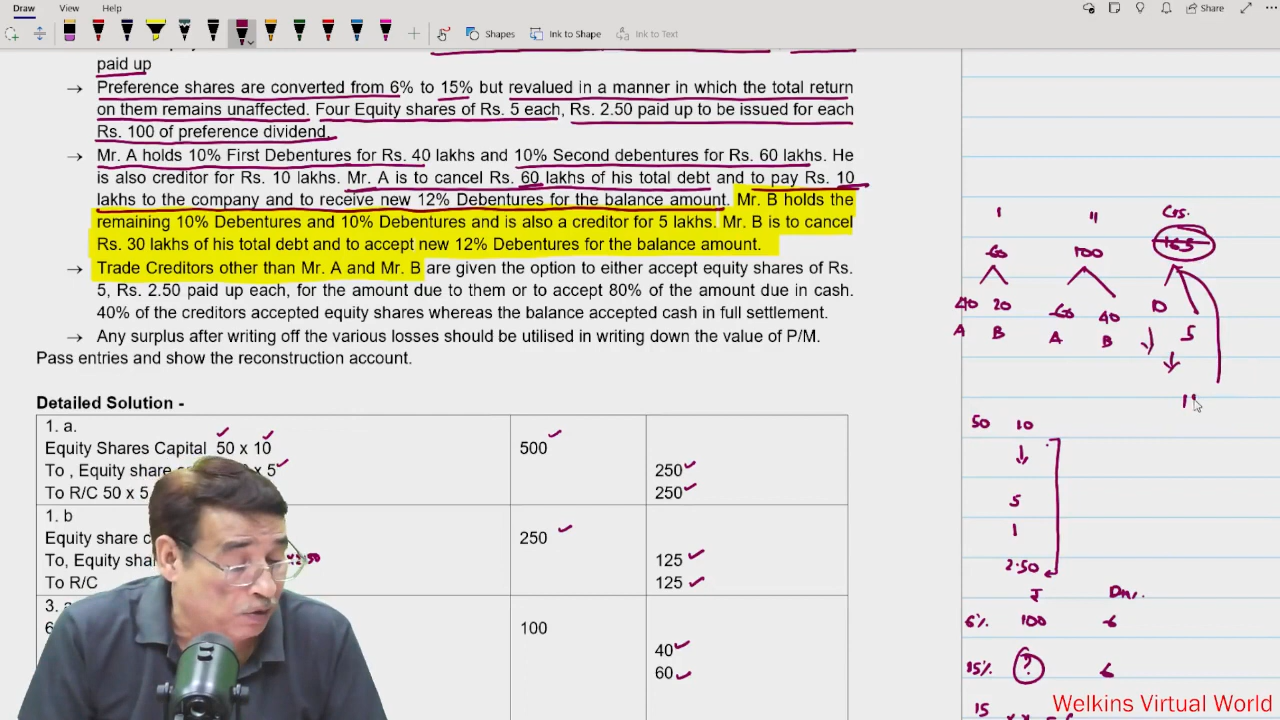 Draw View Help Share
Shapes Ink to Shape Ink to Text
paid up
→ Preference shares are converted from 6% to 15% but revalued in a manner in which the total return
on them remains unaffected. Four Equity shares of Rs. 5 each, Rs. 2.50 paid up to be issued for each
Rs. 100 of preference dividend.
→ Mr. A holds 10% First Debentures for Rs. 40 lakhs and 10% Second debentures for Rs. 60 lakhs. He
is also creditor for Rs. 10 lakhs. Mr. A is to cancel Rs. 60 lakhs of his total debt and to pay Rs. 10
lakhs to the company and to receive new 12% Debentures for the balance amount. Mr. B holds the
remaining 10% Debentures and 10% Debentures and is also a creditor for 5 lakhs. Mr. B is to cancel
Rs. 30 lakhs of his total debt and to accept new 12% Debentures for the balance amount.
→ Trade Creditors other than Mr. A and Mr. B are given the option to either accept equity shares of Rs.
5, Rs. 2.50 paid up each, for the amount due to them or to accept 80% of the amount due in cash.
40% of the creditors accepted equity shares whereas the balance accepted cash in full settlement.
→ Any surplus after writing off the various losses should be utilised in writing down the value of P/M.
Pass entries and show the reconstruction account.
Detailed Solution -
1. a.
Equity Shares Capital 50 x 10 500
To , Equity share x 5 250
To R/C 50 x 5 250
1. b
Equity share 250
To, Equity sha 125
To R/C 125
3.
6 100
40
60
I II Crs.
60 100 165
40 20 60 40 10 5
A B A B
50 10
5
1
2.50
₹ Div.
6% 100 6
15% ? 6
15
Welkins Virtual World